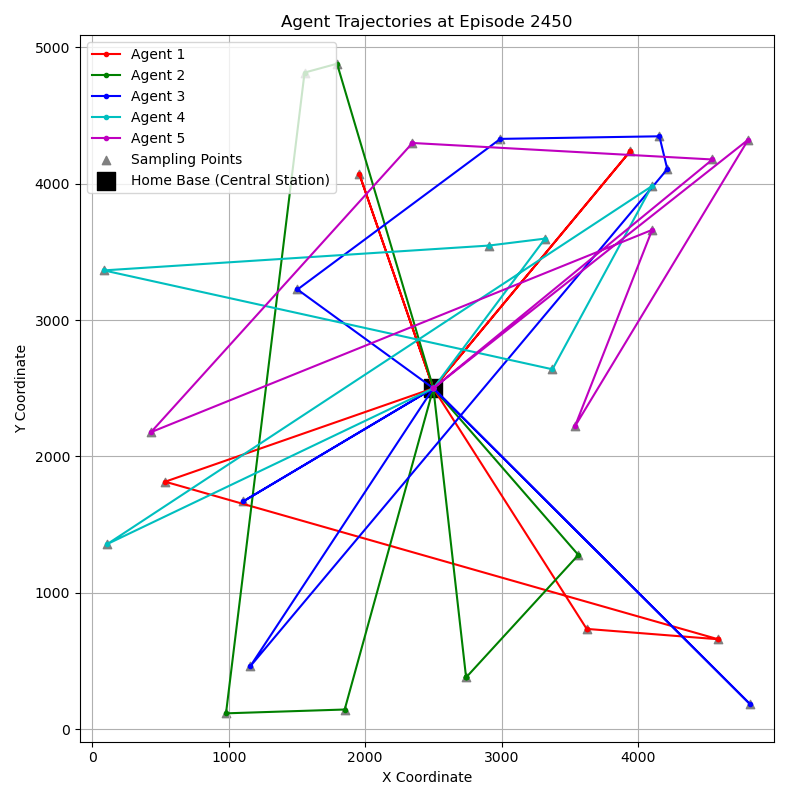 Agent Trajectories at Episode 2450
Agent 1
Agent 2
Agent 3
Agent 4
Agent 5
Sampling Points
Home Base (Central Station)
5000
4000
3000
2000
1000
0
Y Coordinate
0 1000 2000 3000 4000
X Coordinate